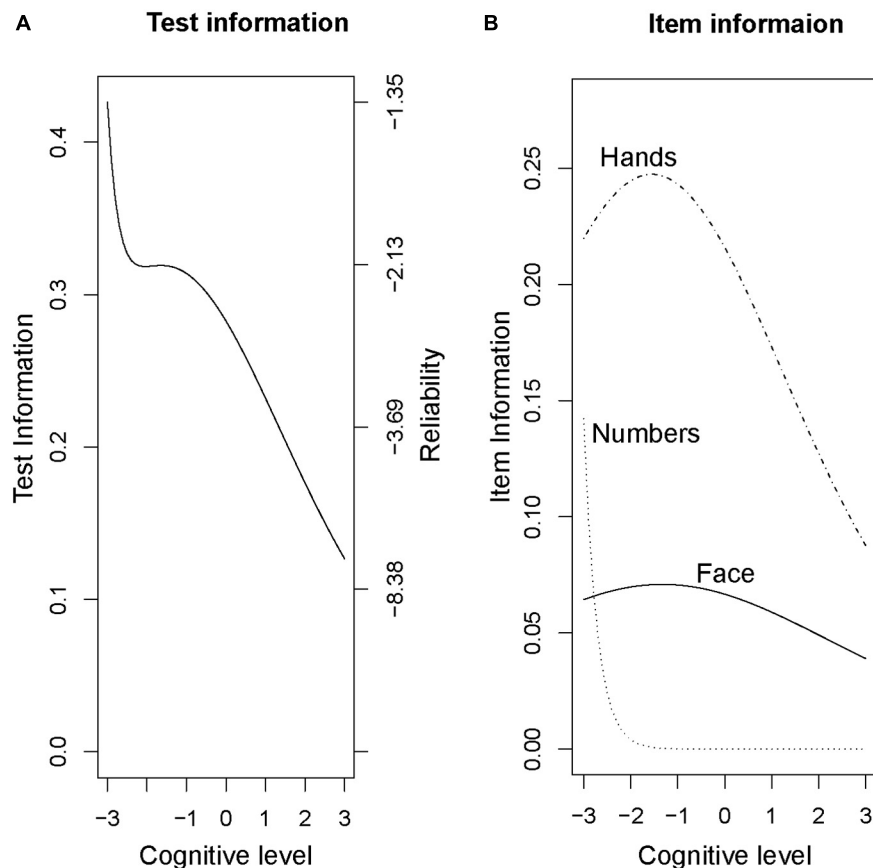 A
Test information
Test Information
0.0
0.1
0.2
0.3
0.4
Reliability
−8.38
−3.69
−2.13
−1.35
−3
−1
0
1
2
3
Cognitive level
B
Item informaion
Item Information
0.00
0.05
0.10
0.15
0.20
0.25
Hands
Numbers
Face
−3
−2
−1
0
1
2
3
Cognitive level